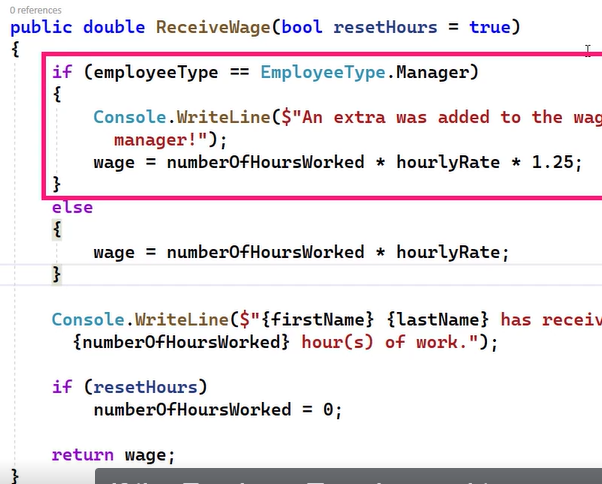 0 references
public double ReceiveWage(bool resetHours = true)
{
if (employeeType == EmployeeType.Manager)
{
Console.WriteLine($"An extra was added to the wag
manager!");
wage = numberOfHoursWorked * hourlyRate * 1.25;
}
else
{
wage = numberOfHoursWorked * hourlyRate;
}
Console.WriteLine($"{firstName} {lastName} has receiv
{numberOfHoursWorked} hour(s) of work.");
if (resetHours)
numberOfHoursWorked = 0;
return wage;
}